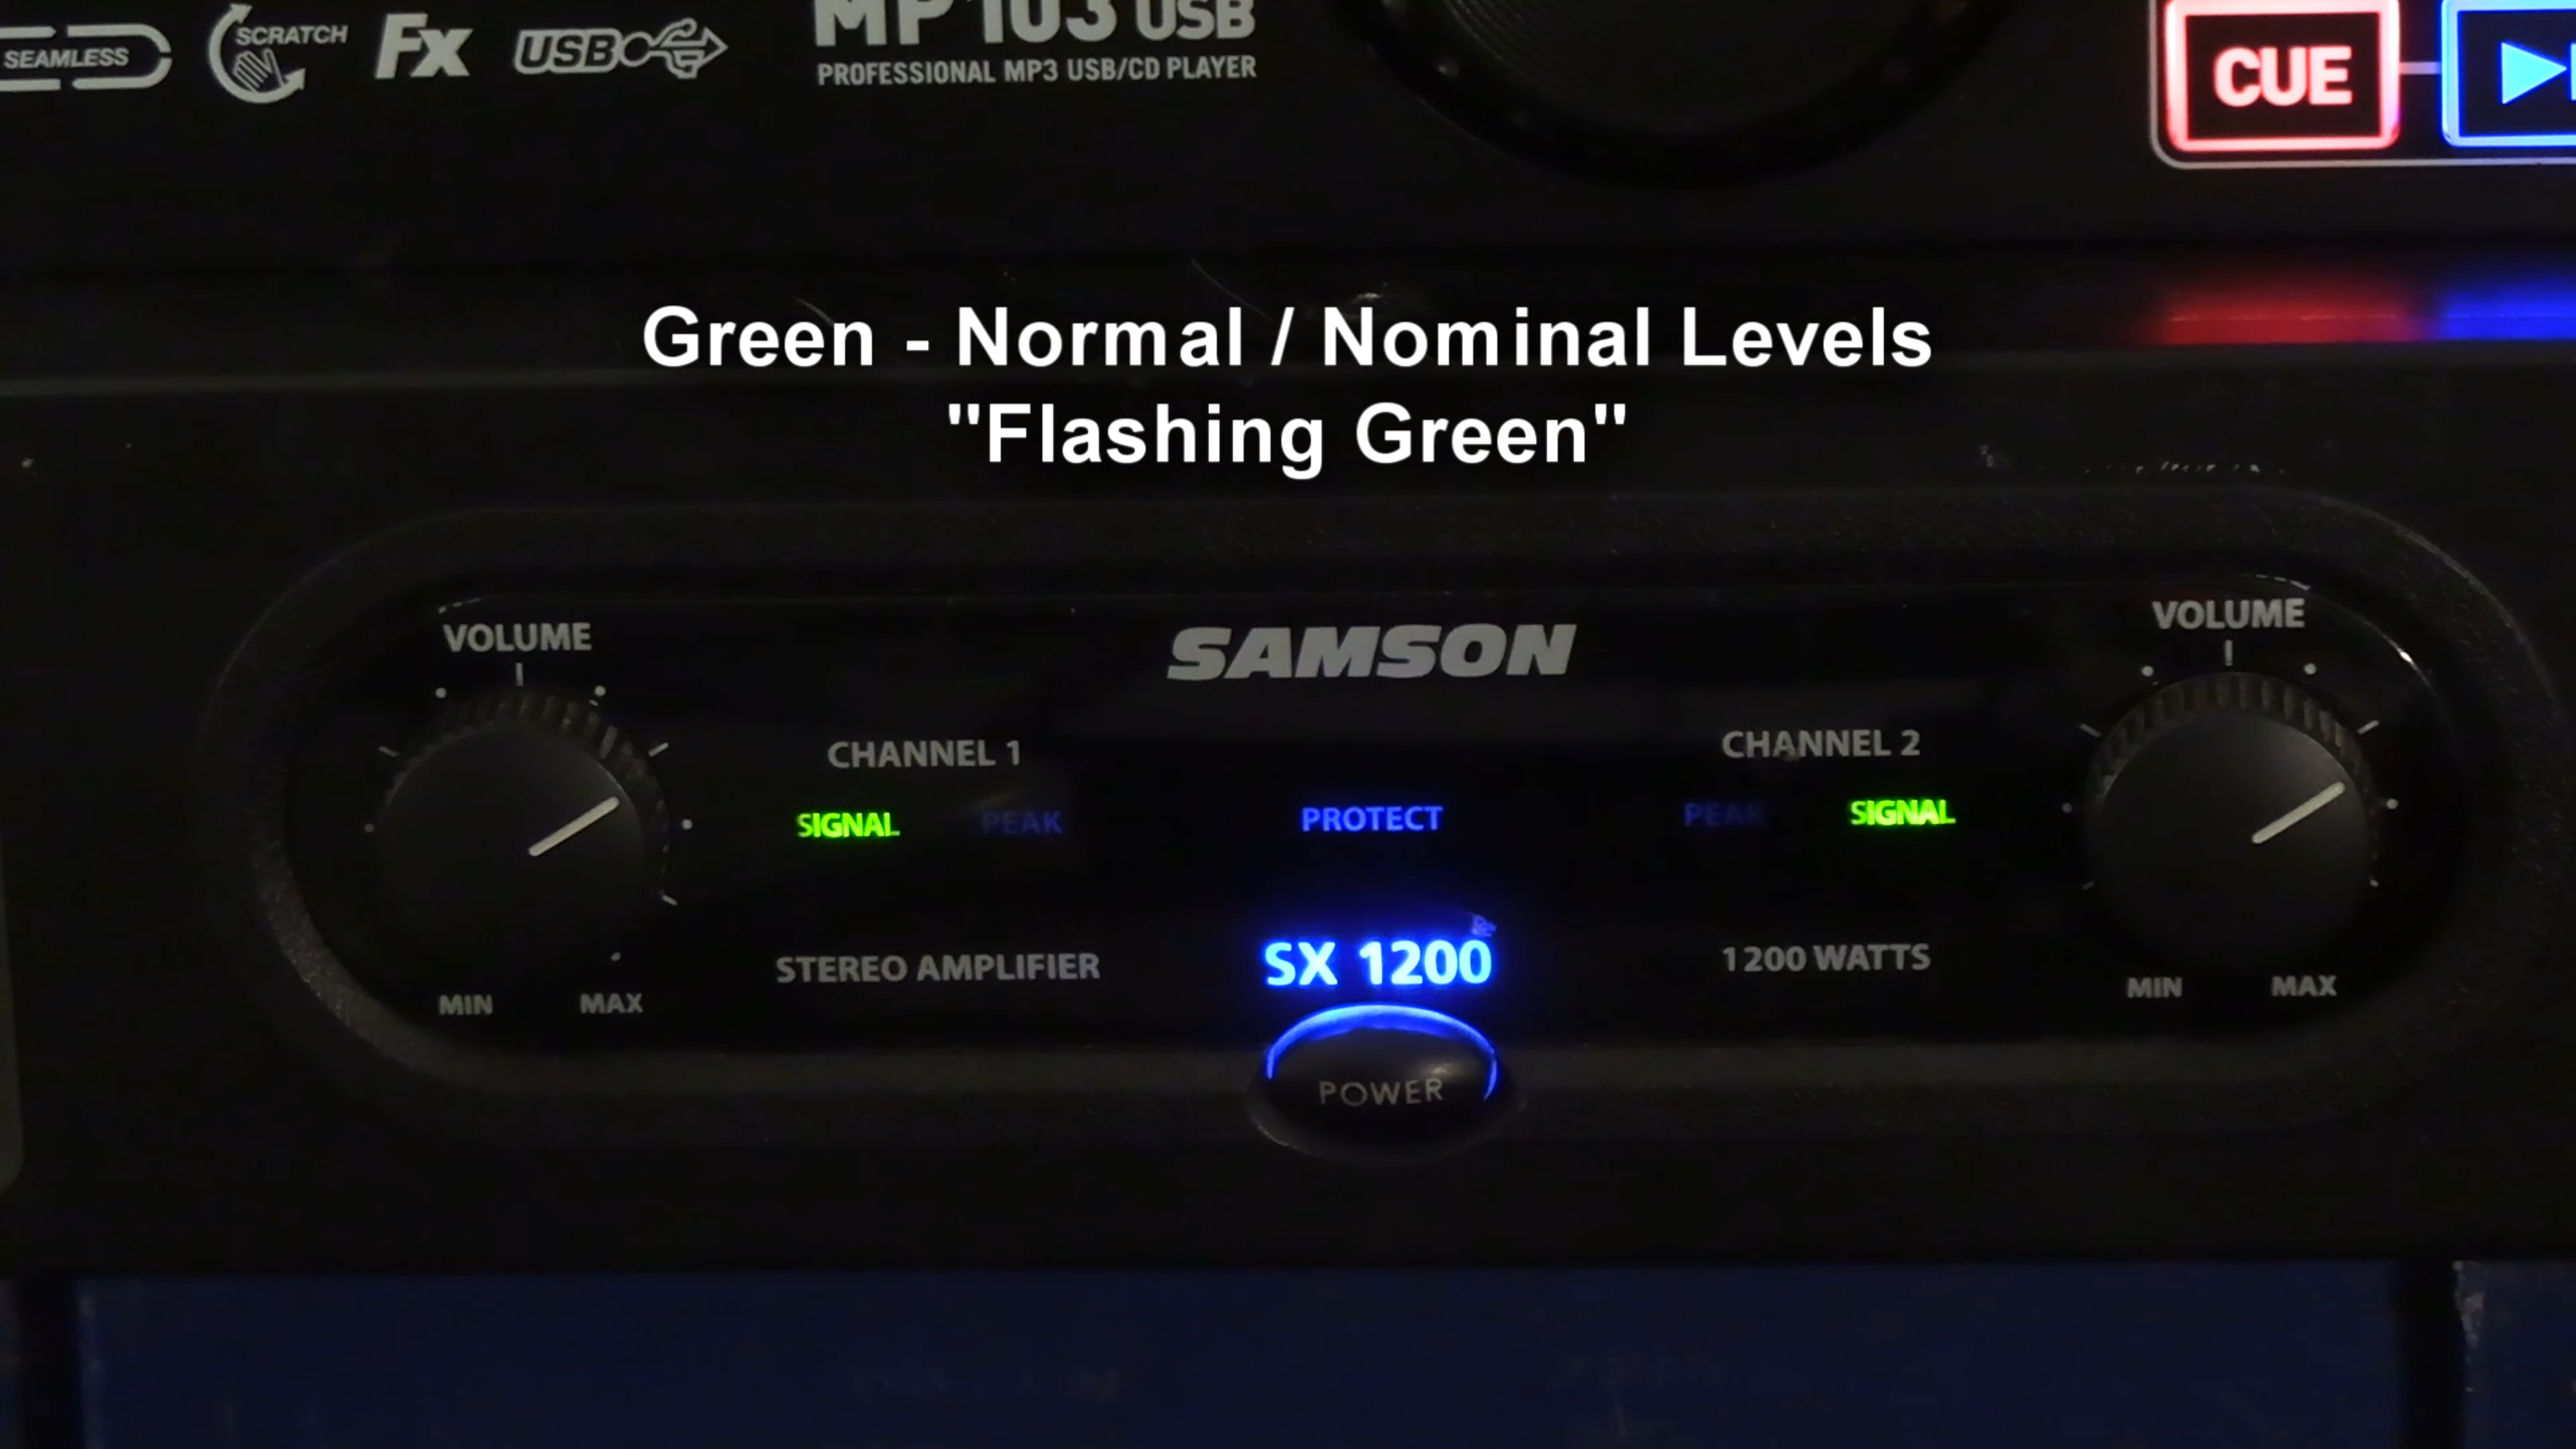 SEAMLESS
SCRATCH
Fx
USB
MP103 USB
PROFESSIONAL MP3 USB/CD PLAYER
CUE
Green - Normal / Nominal Levels
"Flashing Green"
SAMSON
VOLUME
VOLUME
CHANNEL 1
CHANNEL 2
SIGNAL
PEAK
PROTECT
PEAK
SIGNAL
STEREO AMPLIFIER
SX 1200
1200 WATTS
MIN
MAX
MIN
MAX
POWER